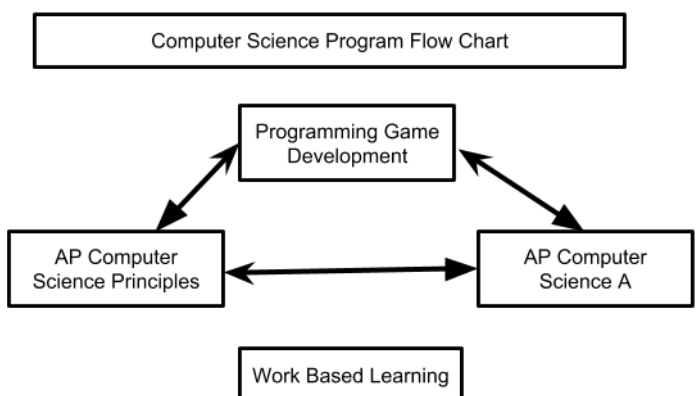 Computer Science Program Flow Chart
Programming Game
Development
AP Computer
Science Principles
AP Computer
Science A
Work Based Learning